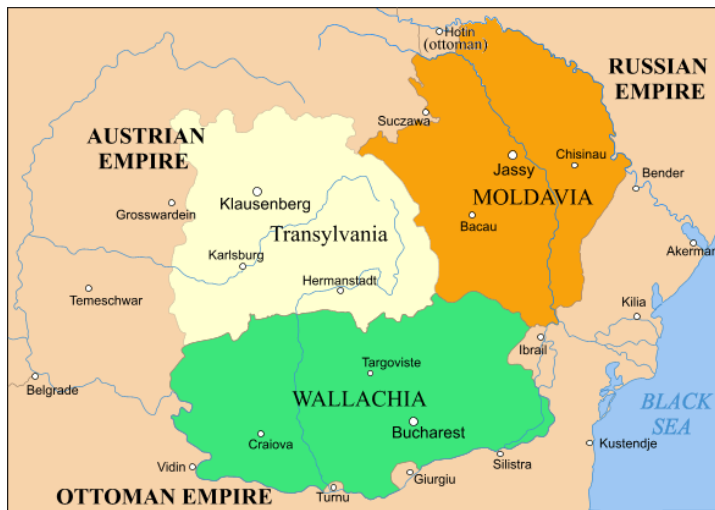 Hotin
(ottoman)
RUSSIAN
EMPIRE
Suczawa
AUSTRIAN
EMPIRE
Jassy
Chisinau
Bender
Klausenberg
MOLDAVIA
Grosswardein
Bacau
Transylvania
Akerman
Karlsburg
Hermanstadt
Temeschwar
Kilia
Ibrail
Targoviste
Belgrade
WALLACHIA
BLACK
SEA
Bucharest
Craiova
Kustendje
Silistra
Vidin
Giurgiu
Turnu
OTTOMAN EMPIRE